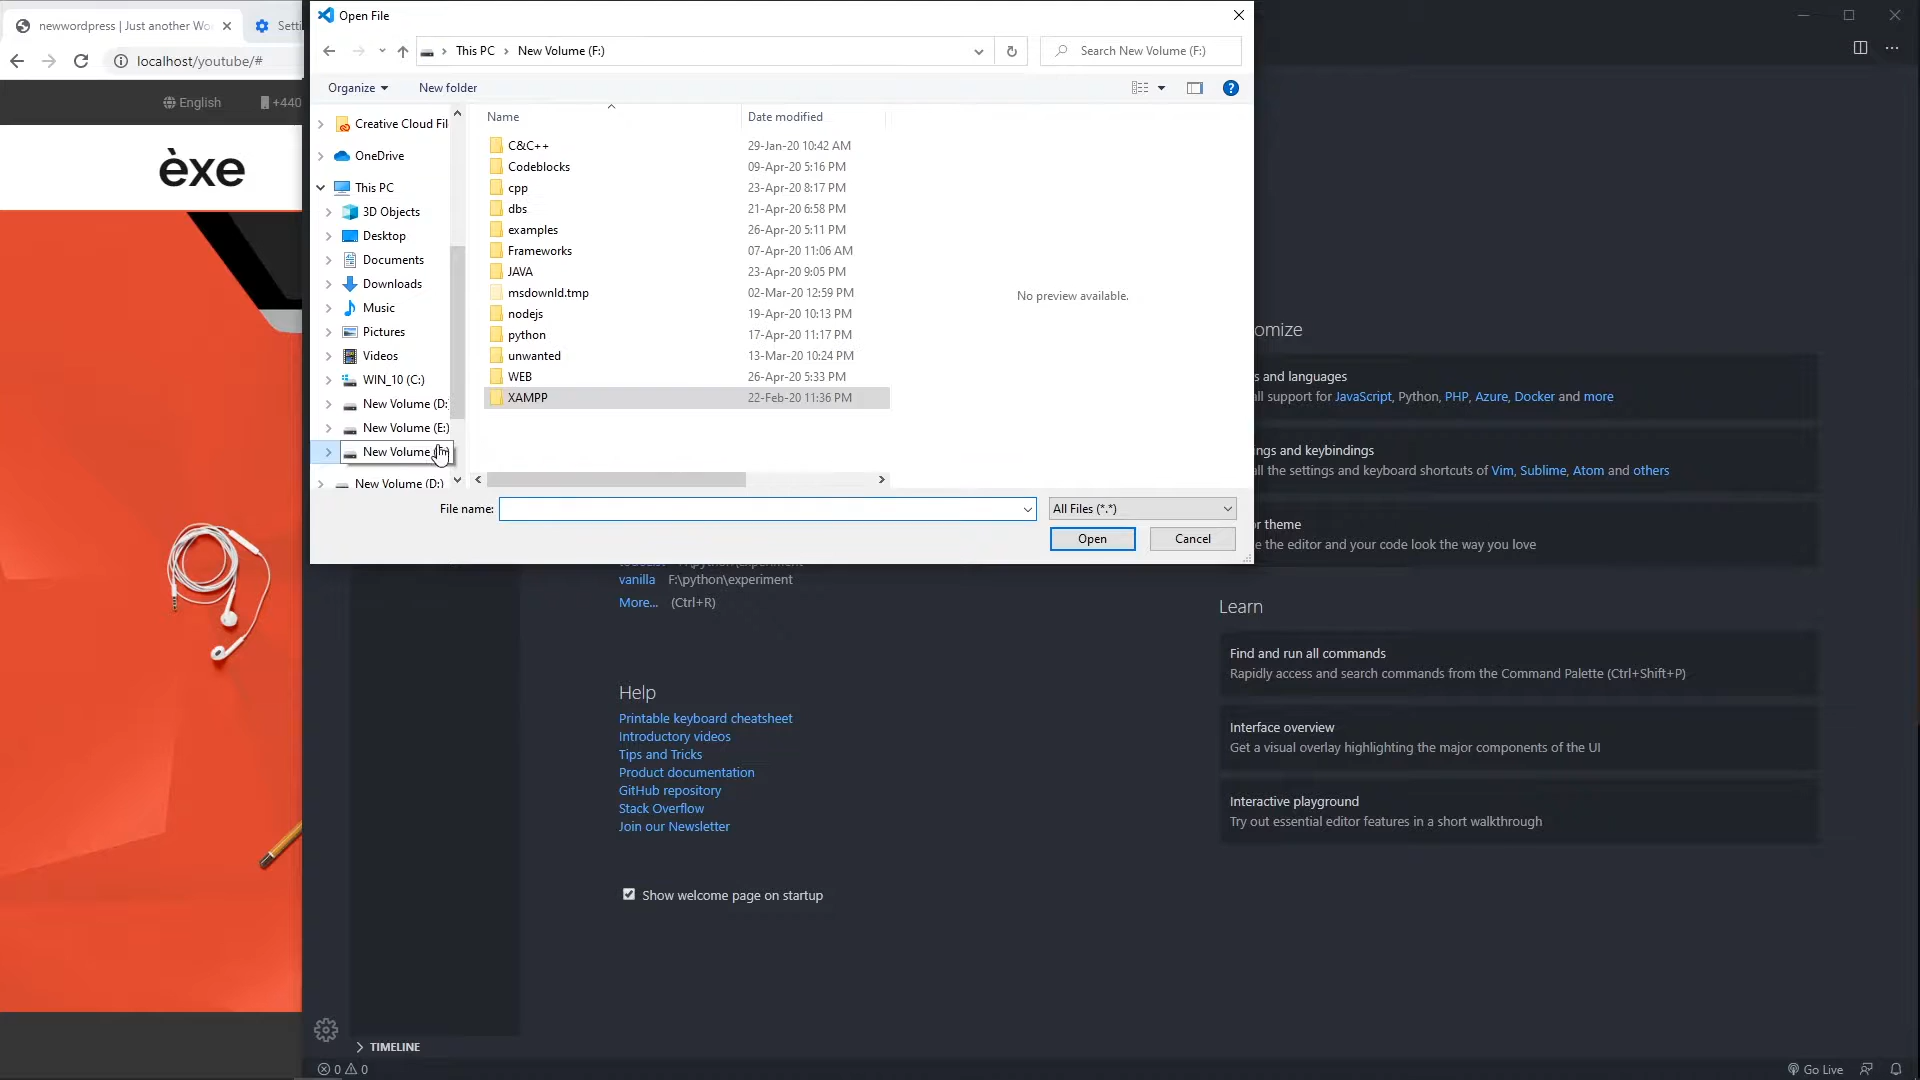 newwordpress | Just another Wo
Setti
localhost/youtube/#
English
+440
èxe
Open File
This PC
New Volume (F:)
Search New Volume (F:)
Organize
New folder
Creative Cloud Fil
OneDrive
This PC
3D Objects
Desktop
Documents
Downloads
Music
Pictures
Videos
WIN_10 (C:)
New Volume (D:
New Volume (E:)
New Volume
New Volume (D:)
Name
Date modified
C&C++
29-Jan-20 10:42 AM
Codeblocks
09-Apr-20 5:16 PM
cpp
23-Apr-20 8:17 PM
dbs
21-Apr-20 6:58 PM
examples
26-Apr-20 5:11 PM
Frameworks
07-Apr-20 11:06 AM
JAVA
23-Apr-20 9:05 PM
msdownld.tmp
02-Mar-20 12:59 PM
nodejs
19-Apr-20 10:13 PM
python
17-Apr-20 11:17 PM
unwanted
13-Mar-20 10:24 PM
WEB
26-Apr-20 5:33 PM
XAMPP
22-Feb-20 11:36 PM
No preview available.
File name:
All Files (*.*)
Open
Cancel
vanilla F:\python\experiment
More... (Ctrl+R)
Help
Printable keyboard cheatsheet
Introductory videos
Tips and Tricks
Product documentation
GitHub repository
Stack Overflow
Join our Newsletter
Show welcome page on startup
omize
s and languages
ll support for JavaScript, Python, PHP, Azure, Docker and more
ngs and keybindings
all the settings and keyboard shortcuts of Vim, Sublime, Atom and others
r theme
e the editor and your code look the way you love
Learn
Find and run all commands
Rapidly access and search commands from the Command Palette (Ctrl+Shift+P)
Interface overview
Get a visual overlay highlighting the major components of the UI
Interactive playground
Try out essential editor features in a short walkthrough
TIMELINE
0
0
Go Live